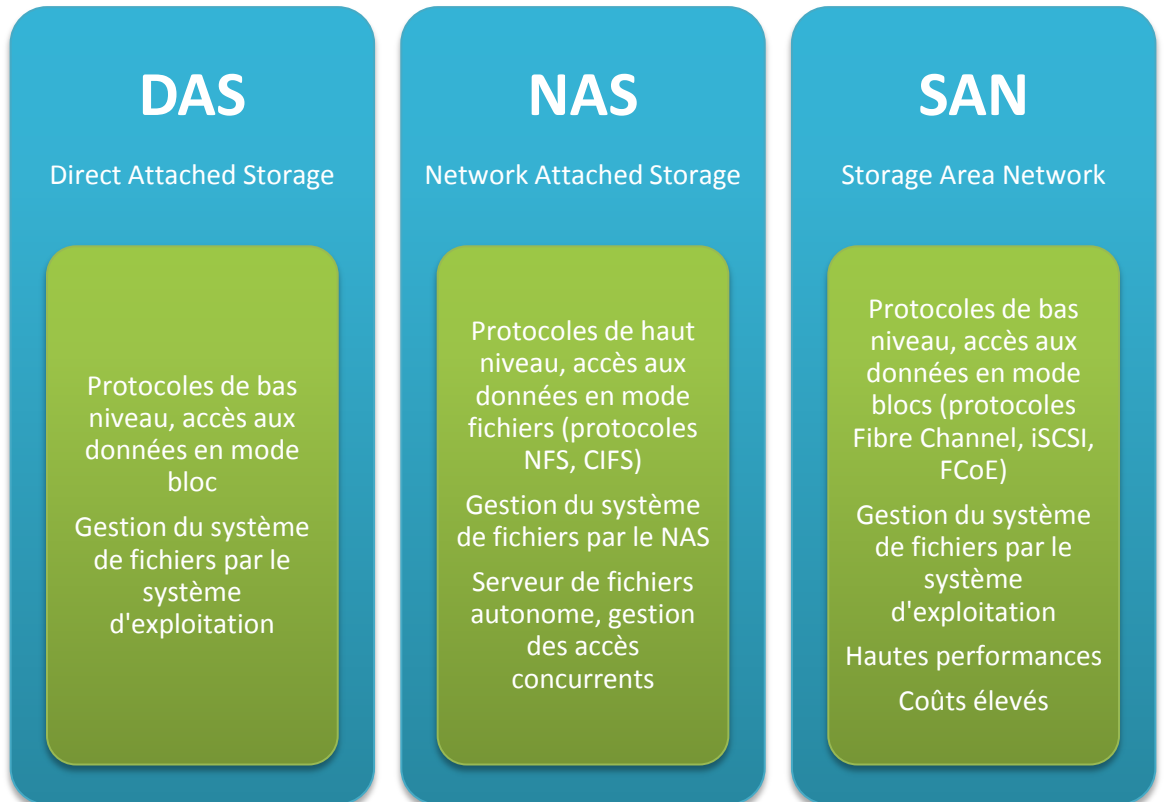 DAS
Direct Attached Storage
Protocoles de bas
niveau, accès aux
données en mode
bloc
Gestion du système
de fichiers par le
système
d'exploitation
NAS
Network Attached Storage
Protocoles de haut
niveau, accès aux
données en mode
fichiers (protocoles
NFS, CIFS)
Gestion du système
de fichiers par le NAS
Serveur de fichiers
autonome, gestion
des accès
concurrents
SAN
Storage Area Network
Protocoles de bas
niveau, accès aux
données en mode
blocs (protocoles
Fibre Channel, iSCSI,
FCoE)
Gestion du système
de fichiers par le
système
d'exploitation
Hautes performances
Coûts élevés